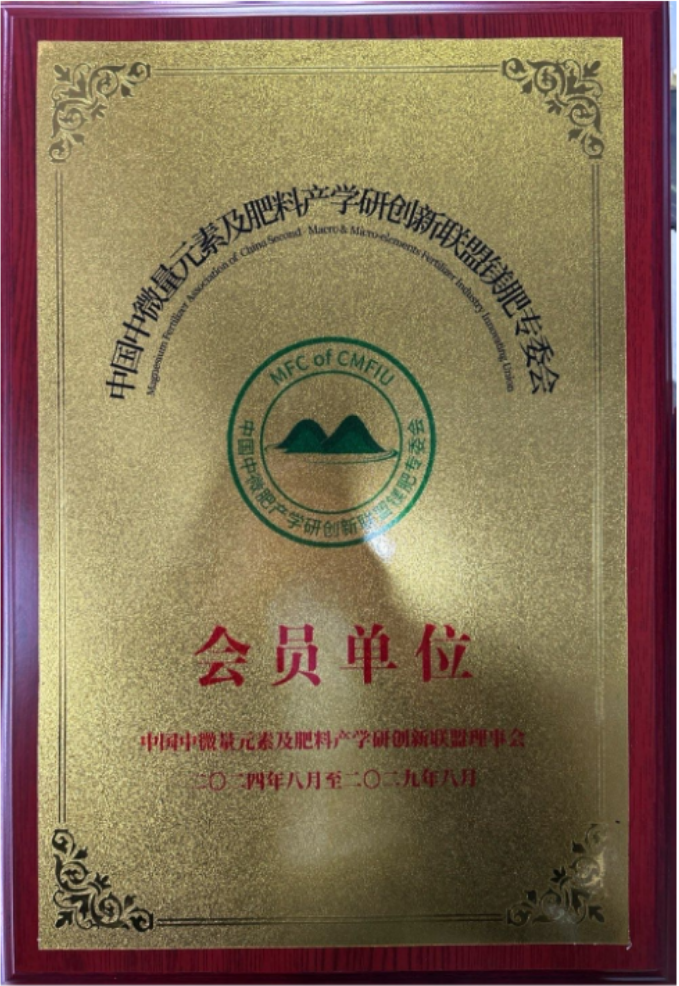 中国中微量元素及肥料产学研创新联盟镁肥专委会
Magnesium Fertilizer Association of China Second Macro & Micro-elements Fertilizer Industry Innovating Union
MFC of CMFIU
中国中微肥产学研创新联盟镁肥专委会
会员单位
中国中微量元素及肥料产学研创新联盟理事会
二〇二四年八月至二〇二九年八月